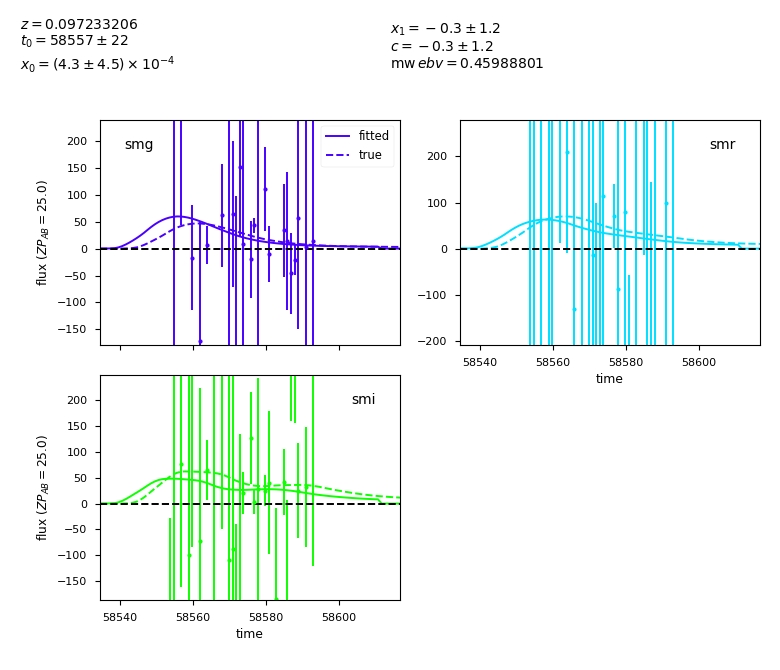 z = 0.097233206
t₀ = 58557 ± 22
x₀ = (4.3 ± 4.5) × 10⁻⁴
x₁ = −0.3 ± 1.2
c = −0.3 ± 1.2
mw ebv = 0.45988801
smg
fitted
true
200
150
100
50
0
−50
−100
−150
flux (ZP_AB = 25.0)
smr
200
100
0
−100
−200
58540 58560 58580 58600
time
smi
200
150
100
50
0
−50
−100
−150
flux (ZP_AB = 25.0)
58540 58560 58580 58600
time